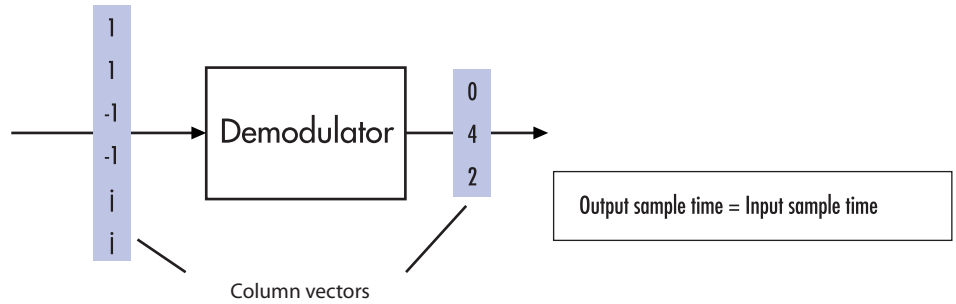 1
1
-1
-1
i
i
Demodulator
0
4
2
Output sample time = Input sample time
Column vectors